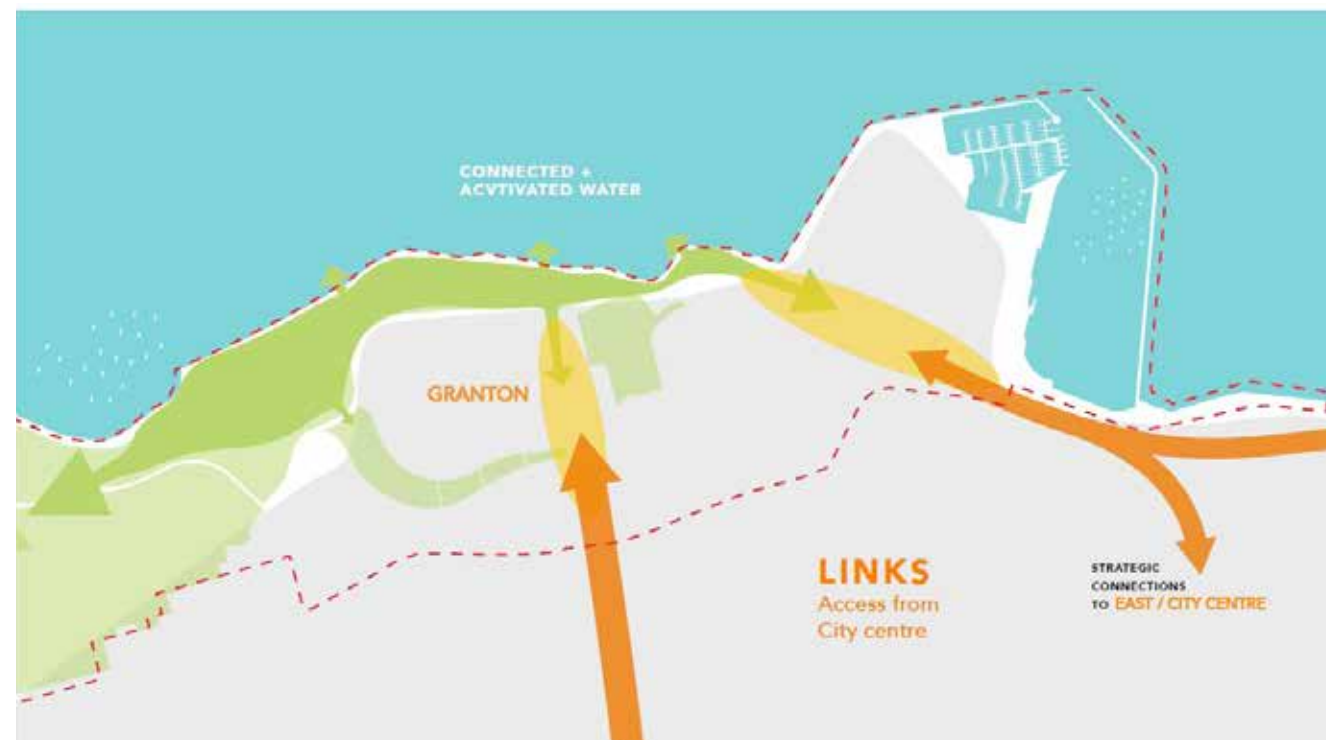 CONNECTED +
ACVTIVATED WATER
GRANTON
LINKS
Access from
City centre
STRATEGIC
CONNECTIONS
TO EAST / CITY CENTRE